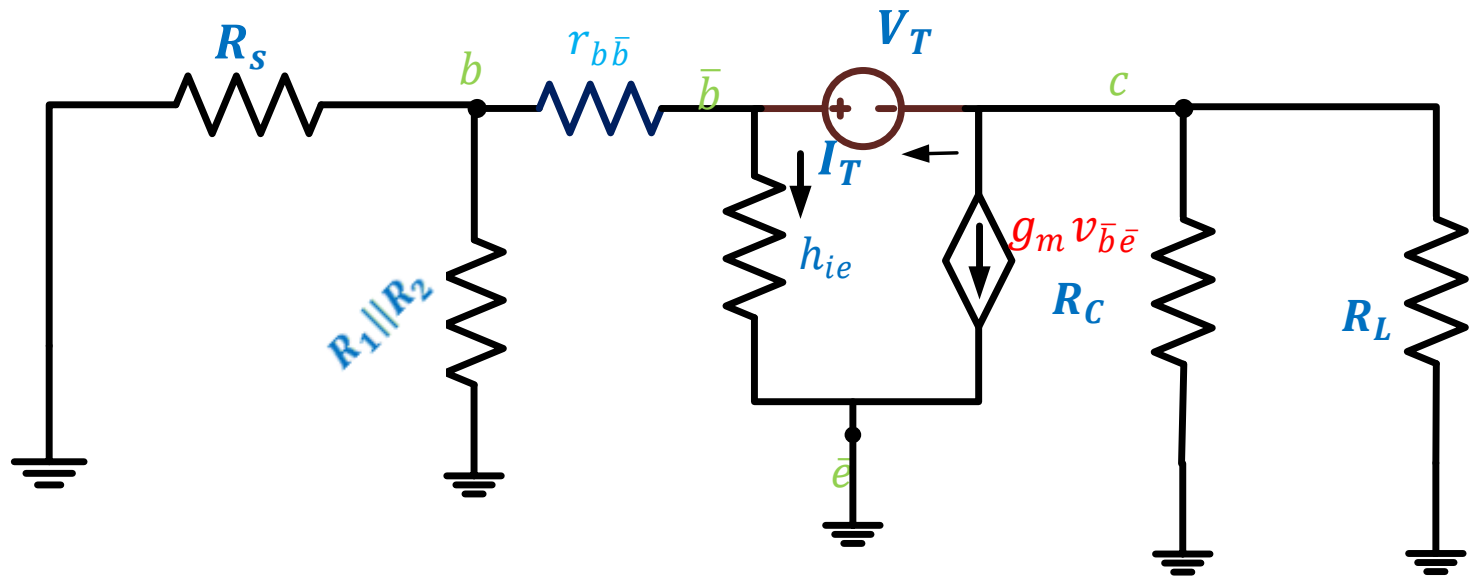 R_s
b
r_{b\bar{b}}
\bar{b}
V_T
+ −
c
I_T
h_{ie}
g_m v_{\bar{b}\bar{e}}
R_1||R_2
R_C
R_L
\bar{e}